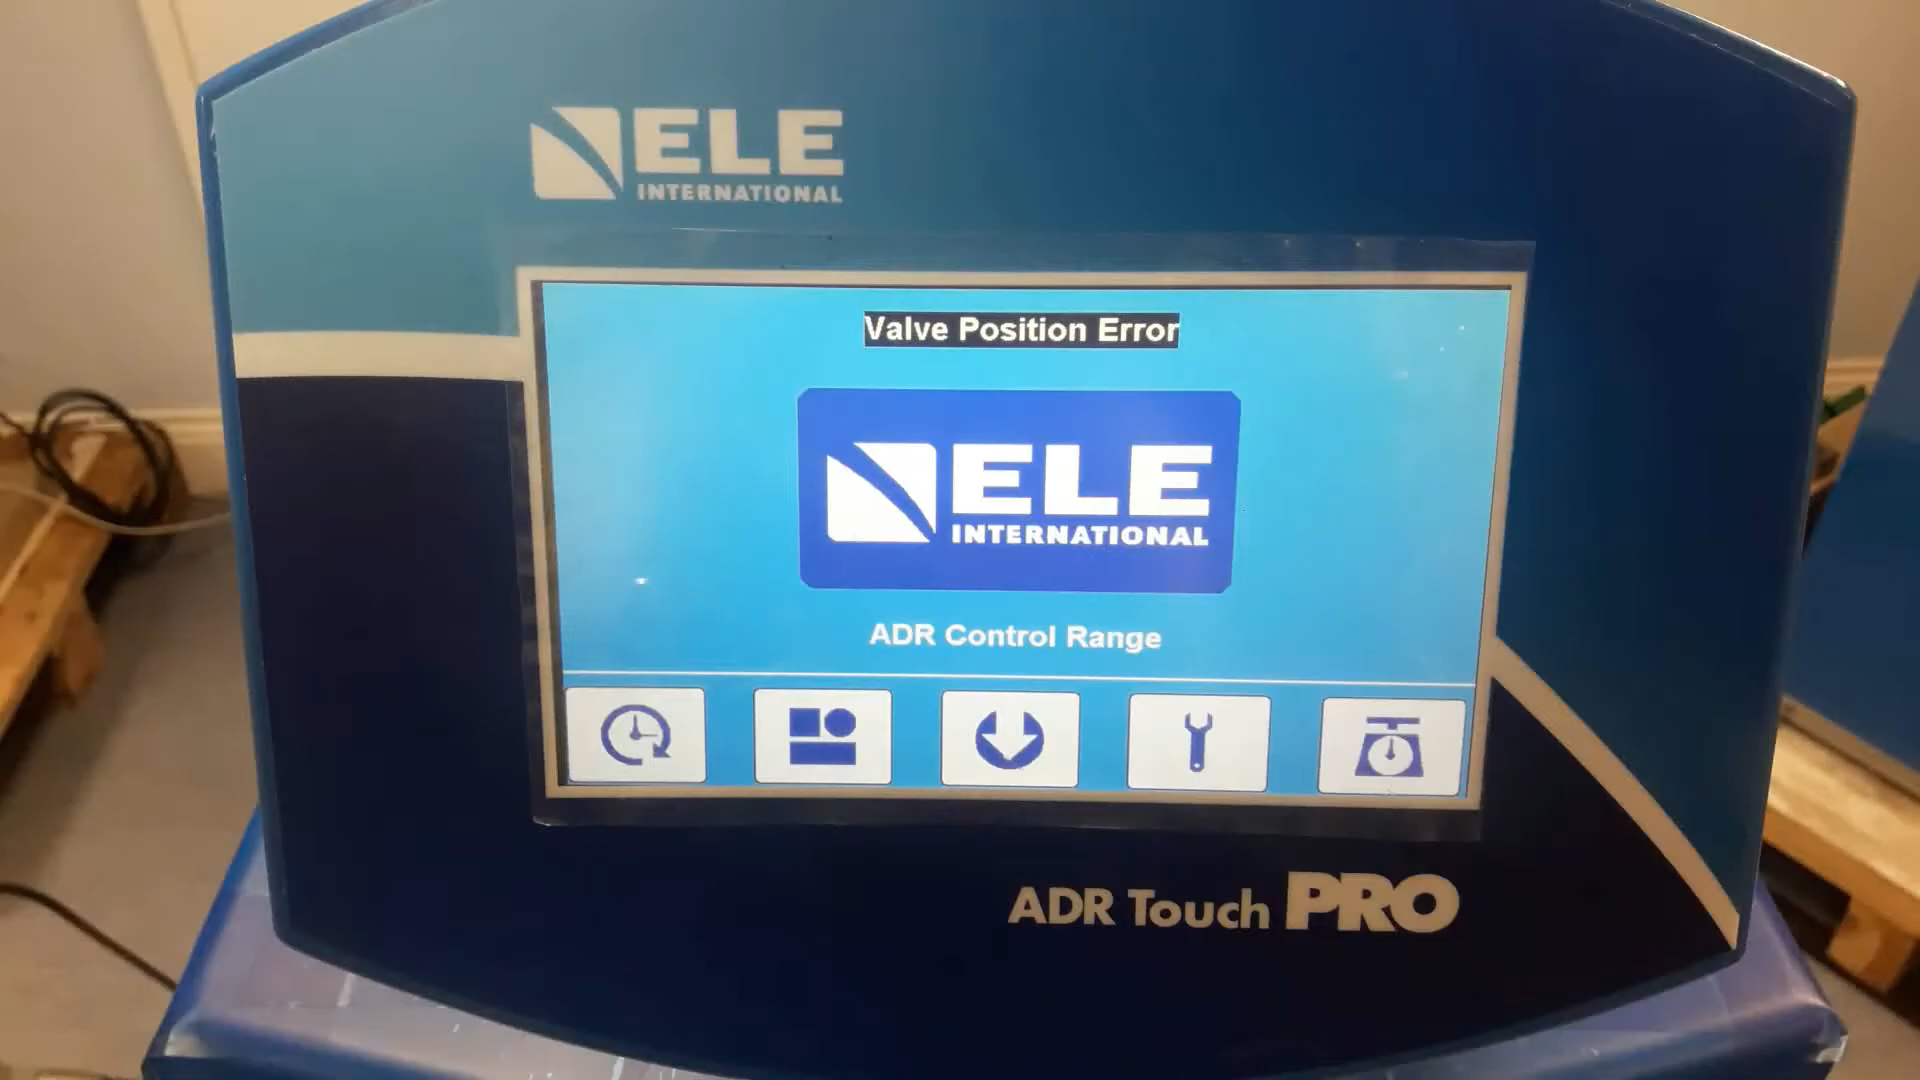 ELE
INTERNATIONAL
Valve Position Error
ELE
INTERNATIONAL
ADR Control Range
ADR Touch PRO